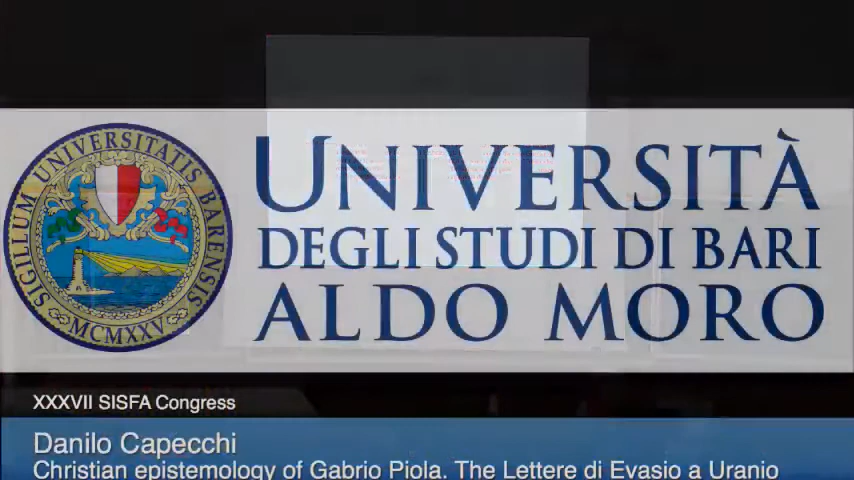 SIGILLUM UNIVERSITATIS BARENSIS
MCMXXV
UNIVERSITÀ
DEGLI STUDI DI BARI
ALDO MORO
XXXVII SISFA Congress
Danilo Capecchi
Christian epistemology of Gabrio Piola. The Lettere di Evasio a Uranio